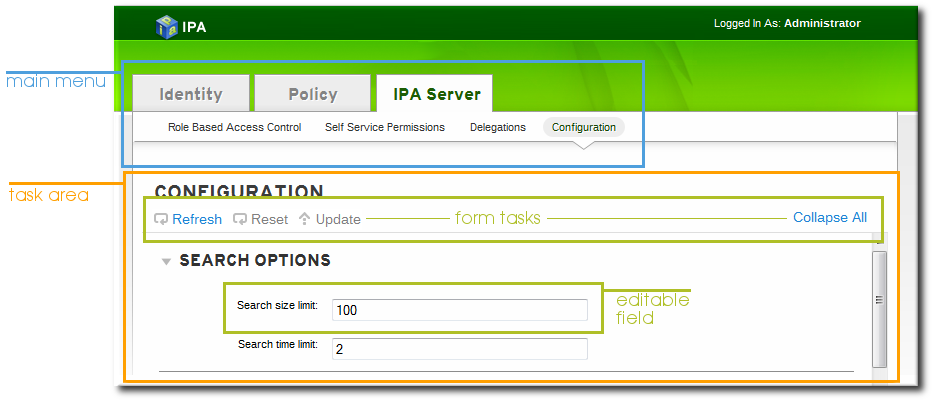 IPA
Logged In As: Administrator
main menu
Identity Policy IPA Server
Role Based Access Control Self Service Permissions Delegations Configuration
task area
CONFIGURATION
Refresh Reset Update form tasks Collapse All
SEARCH OPTIONS
Search size limit: 100
editable
field
Search time limit: 2